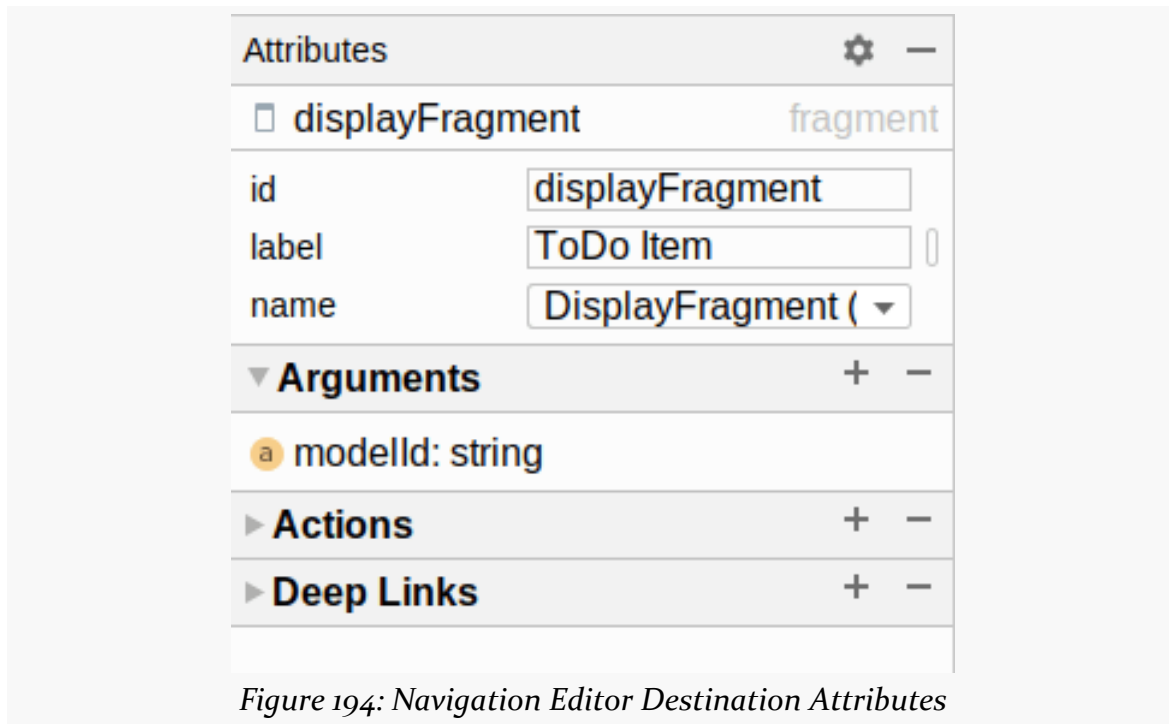 Attributes
displayFragment fragment
id displayFragment
label ToDo Item
name DisplayFragment (
Arguments
a modelId: string
Actions
Deep Links
Figure 194: Navigation Editor Destination Attributes